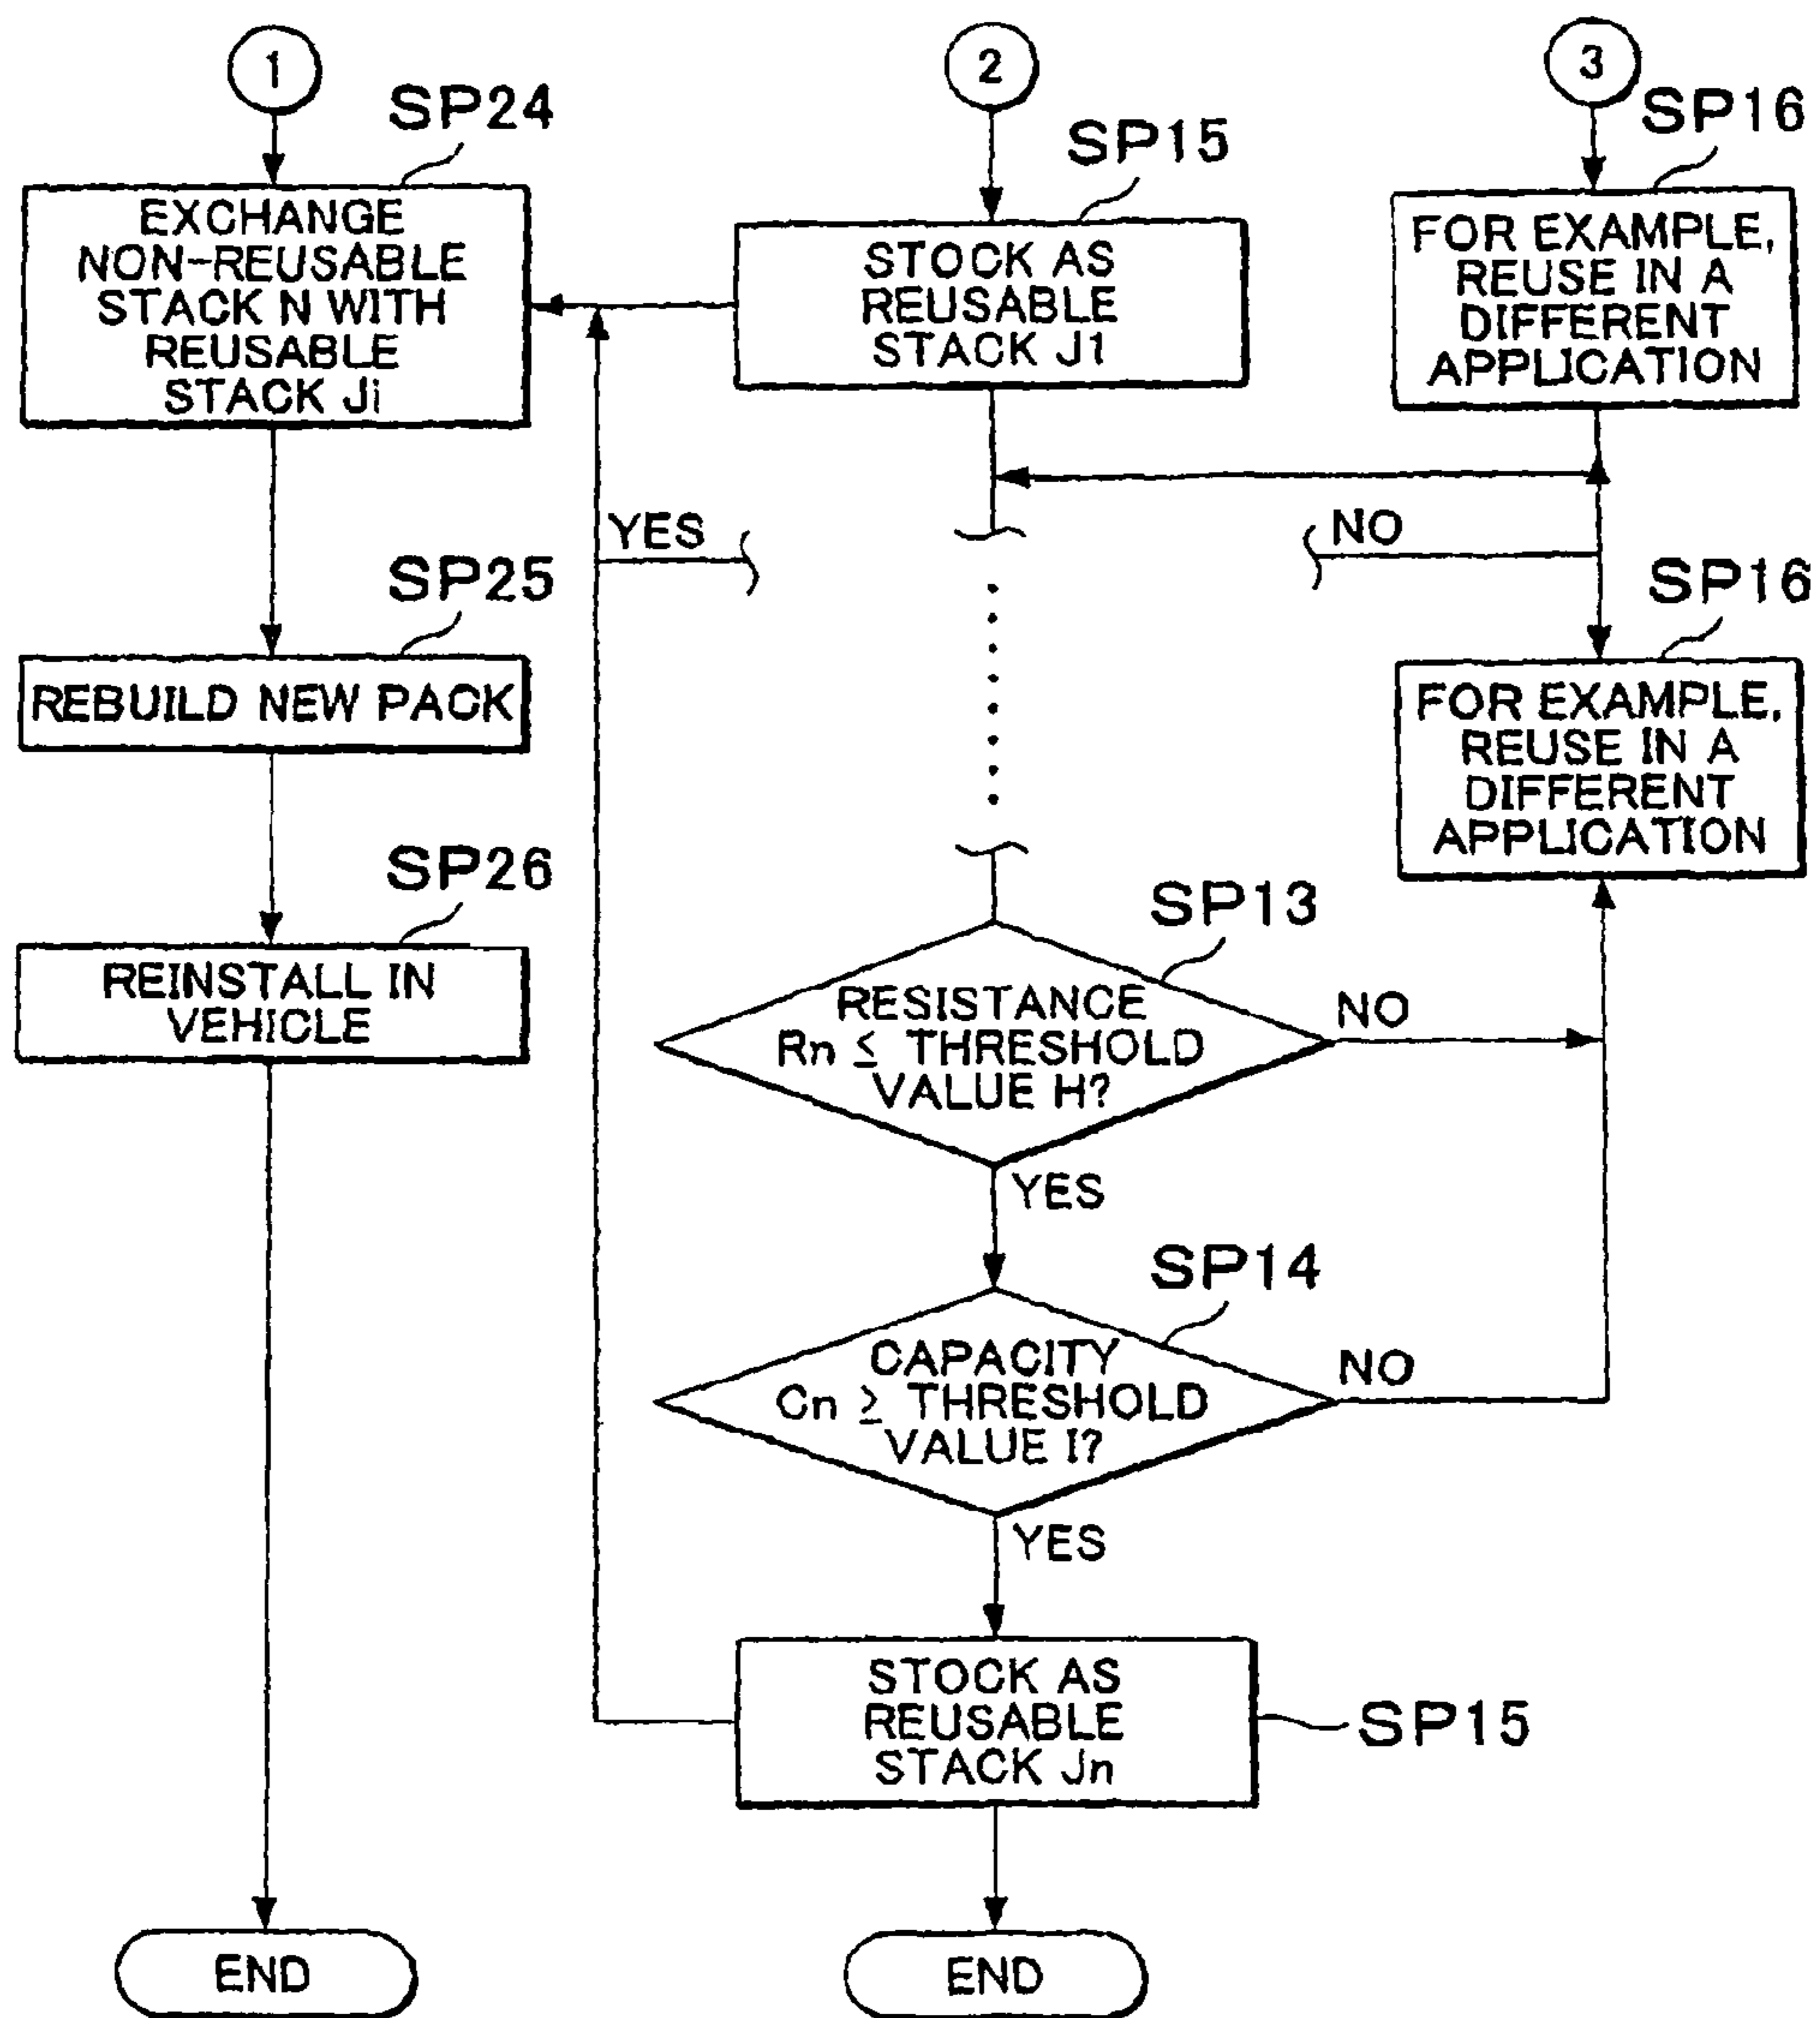 1
SP24
EXCHANGE
NON-REUSABLE
STACK N WITH
REUSABLE
STACK Ji
SP25
REBUILD NEW PACK
SP26
REINSTALL IN
VEHICLE
END
2
SP15
STOCK AS
REUSABLE
STACK J1
YES
SP13
RESISTANCE
Rn ≤ THRESHOLD
VALUE H?
NO
YES
SP14
CAPACITY
Cn ≥ THRESHOLD
VALUE I?
NO
YES
STOCK AS
REUSABLE
STACK Jn
SP15
END
3
SP16
FOR EXAMPLE,
REUSE IN A
DIFFERENT
APPLICATION
NO
SP16
FOR EXAMPLE,
REUSE IN A
DIFFERENT
APPLICATION